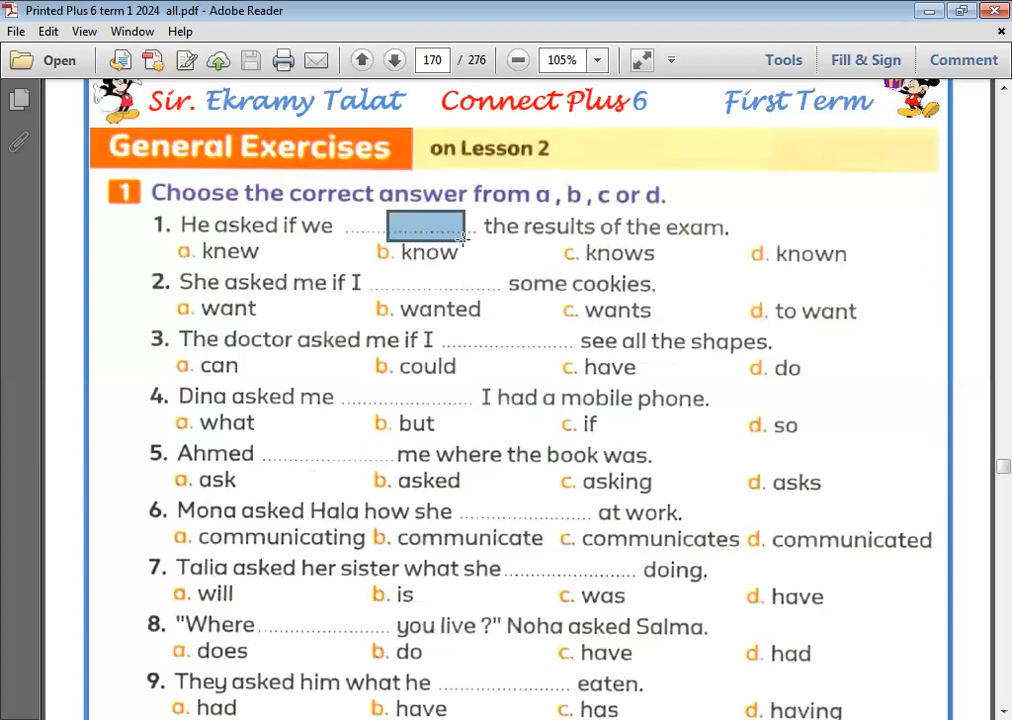 Printed Plus 6 term 1 2024 all.pdf - Adobe Reader
File Edit View Window Help
Open 170 / 276 105% Tools Fill & Sign Comment
Sir. Ekramy Talat Connect Plus 6 First Term
General Exercises on Lesson 2
1 Choose the correct answer from a , b , c or d.
1. He asked if we .................... the results of the exam.
a. knew b. know c. knows d. known
2. She asked me if I .................... some cookies.
a. want b. wanted c. wants d. to want
3. The doctor asked me if I .................... see all the shapes.
a. can b. could c. have d. do
4. Dina asked me .................... I had a mobile phone.
a. what b. but c. if d. so
5. Ahmed .................... me where the book was.
a. ask b. asked c. asking d. asks
6. Mona asked Hala how she .................... at work.
a. communicating b. communicate c. communicates d. communicated
7. Talia asked her sister what she .................... doing.
a. will b. is c. was d. have
8. "Where .................... you live ?" Noha asked Salma.
a. does b. do c. have d. had
9. They asked him what he .................... eaten.
a. had b. have c. has d. having